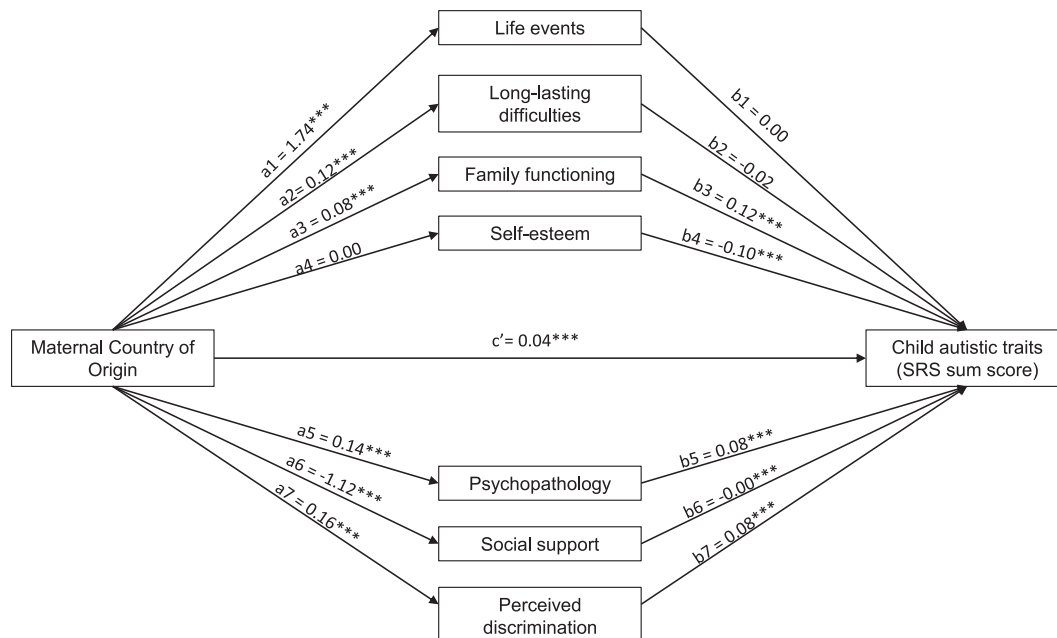 Life events
a1 = 1.74***
b1 = 0.00
Long-lasting
difficulties
a2= 0.12***
b2 = -0.02
Family functioning
a3 = 0.08***
b3 = 0.12***
Self-esteem
a4 = 0.00
b4 = -0.10***
Maternal Country of
Origin
c’= 0.04***
Child autistic traits
(SRS sum score)
a5 = 0.14***
Psychopathology
b5 = 0.08***
a6 = -1.12***
Social support
b6 = -0.00***
a7 = 0.16***
Perceived
discrimination
b7 = 0.08***